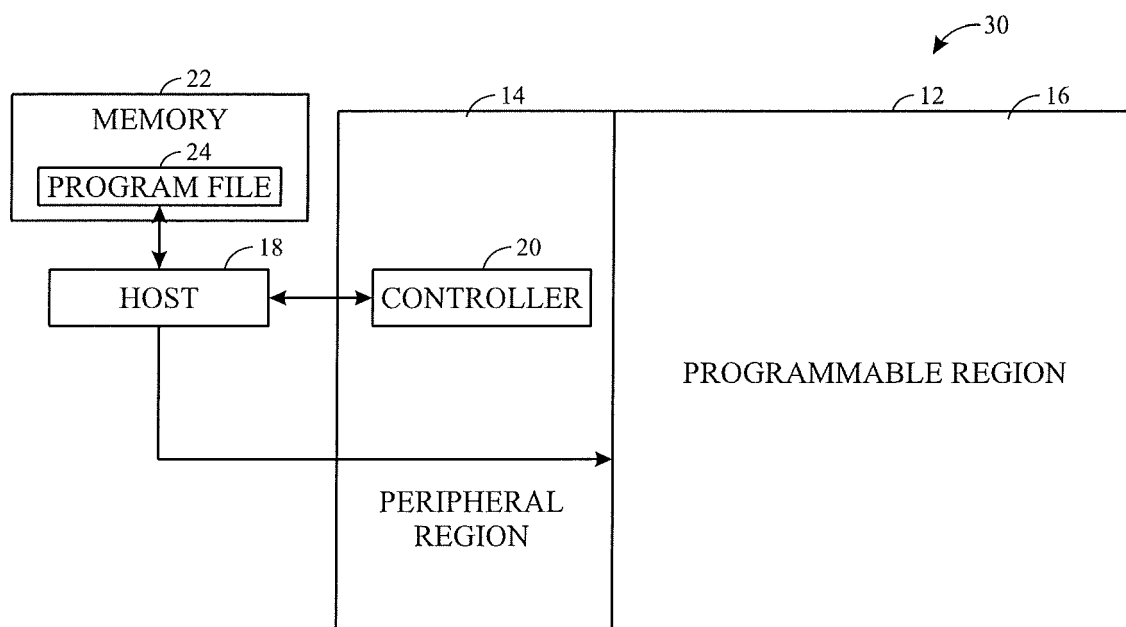 30
22
14
12
16
MEMORY
24
PROGRAM FILE
18
20
HOST
CONTROLLER
PROGRAMMABLE REGION
PERIPHERAL
REGION